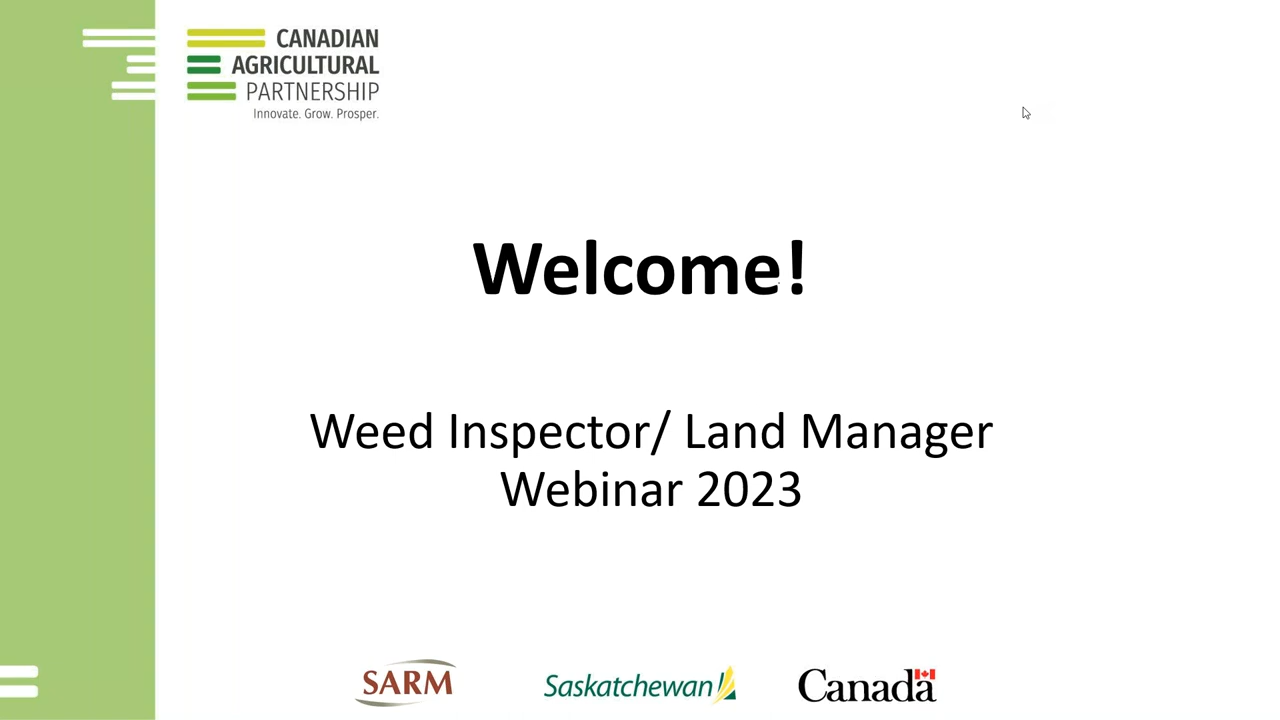 CANADIAN
AGRICULTURAL
PARTNERSHIP
Innovate. Grow. Prosper.
Welcome!
Weed Inspector/ Land Manager
Webinar 2023
SARM
Saskatchewan
Canada